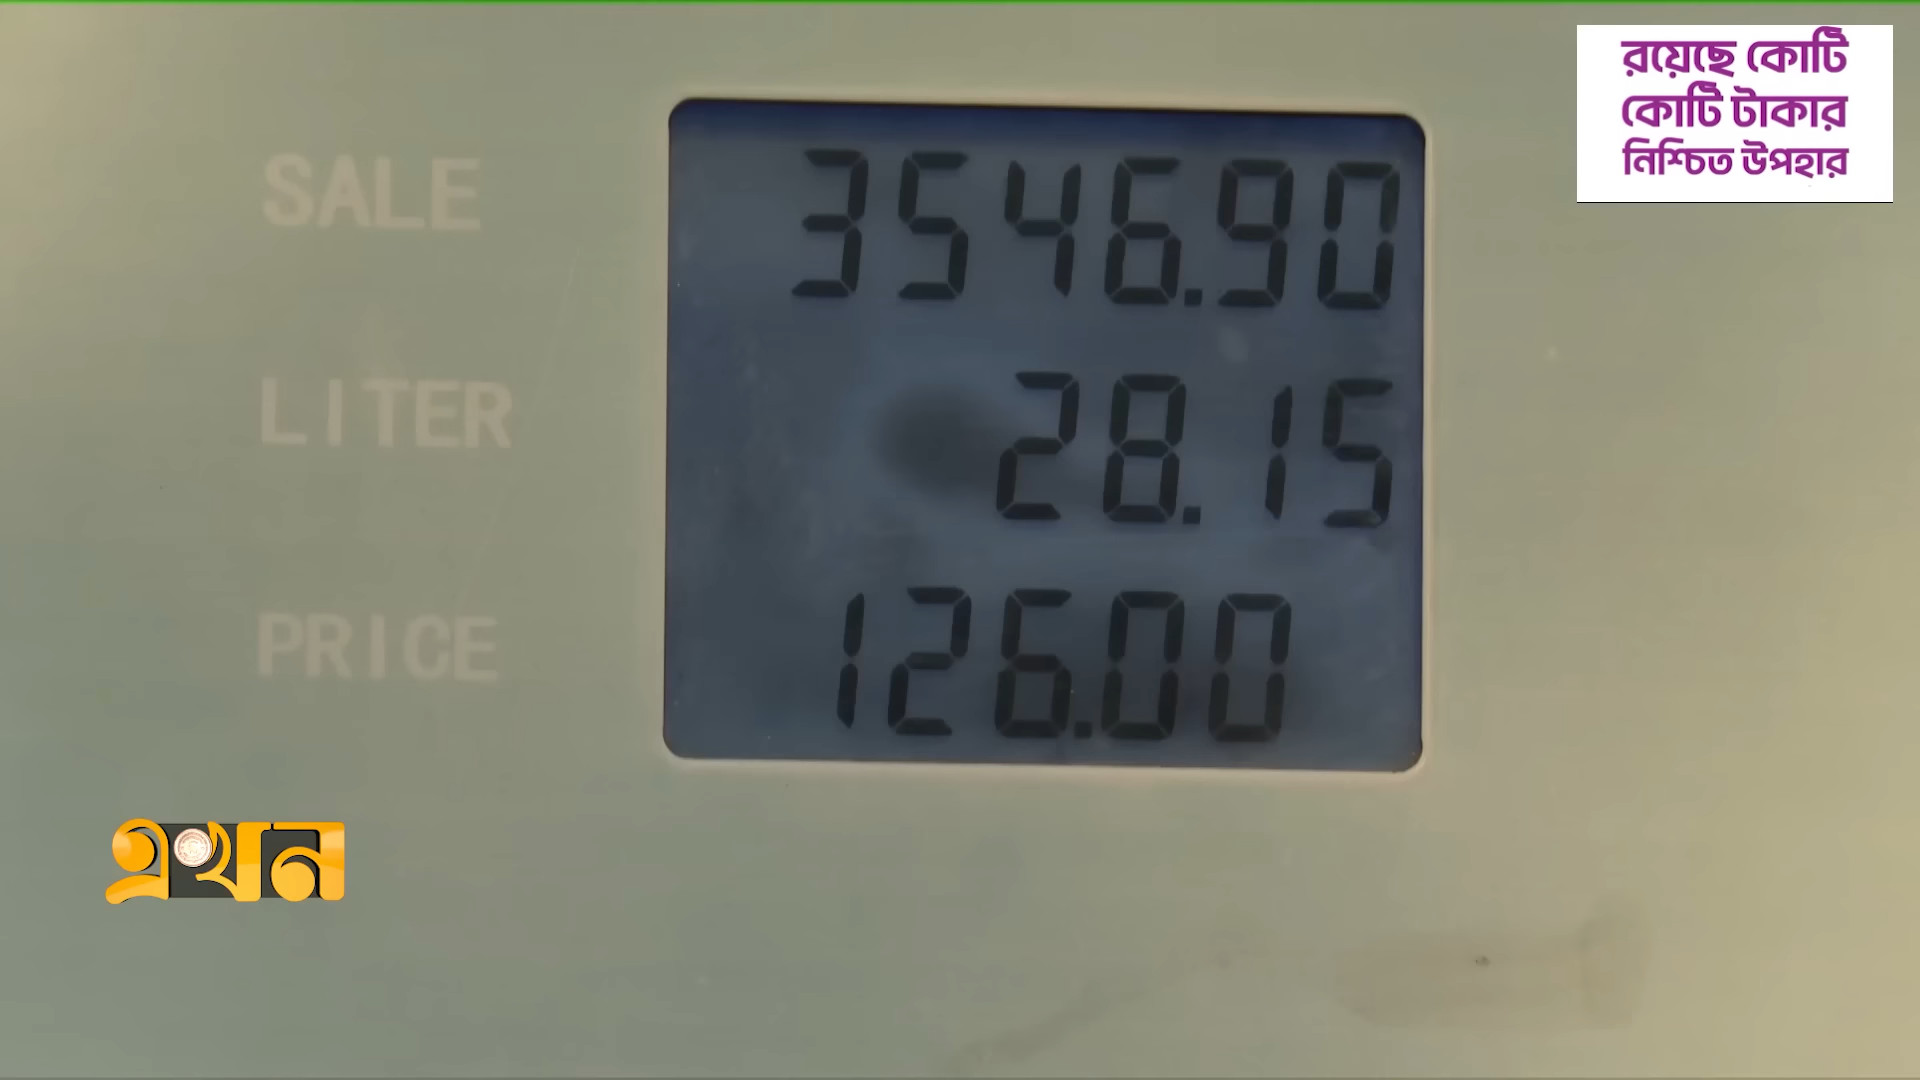 রয়েছে কোটি
কোটি টাকার
নিশ্চিত উপহার
SALE 3546.90
LITER 28.15
PRICE 126.00
এখন